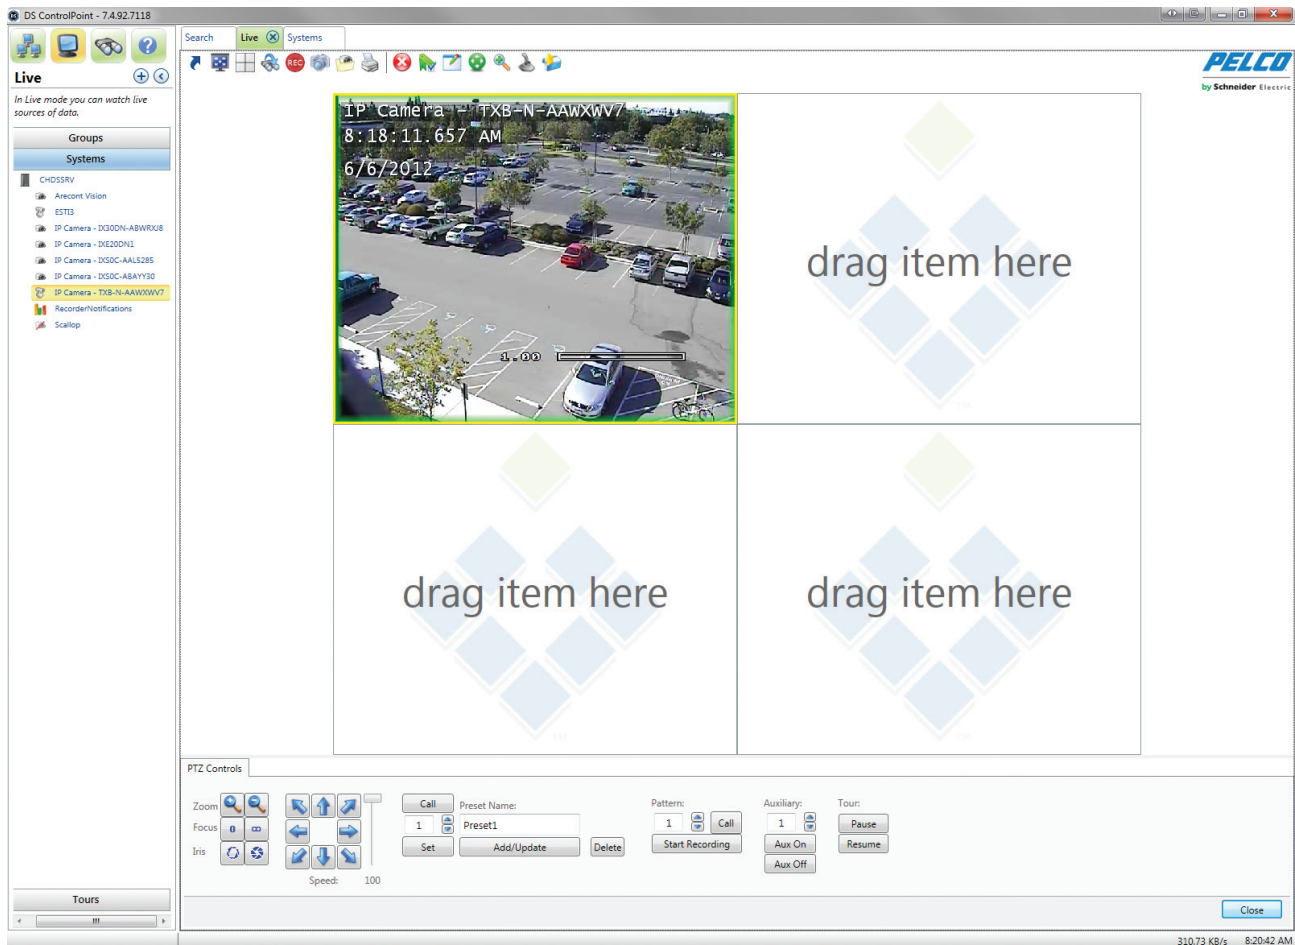 DS ControlPoint - 7.4.92.7118
Search
Live
Systems
Live
In Live mode you can watch live
sources of data.
Groups
Systems
CHDSSRV
Arecont Vision
ESTI3
IP Camera - IX30DN-ABWRXJ8
IP Camera - IXE20DN1
IP Camera - IXS0C-AALS285
IP Camera - IXS0C-ABAYY30
IP Camera - TXB-N-AAWXWV7
RecorderNotifications
Scallop
Tours
REC
PELCO
by Schneider Electric
IP Camera - TXB-N-AAWXWV7
8:18:11.657 AM
6/6/2012
1.00
drag item here
drag item here
drag item here
PTZ Controls
Zoom
Focus
Iris
Speed: 100
Call
Preset Name:
1
Preset1
Set
Add/Update
Delete
Pattern:
1
Call
Start Recording
Auxiliary:
1
Aux On
Aux Off
Tour:
Pause
Resume
Close
310.73 KB/s
8:20:42 AM